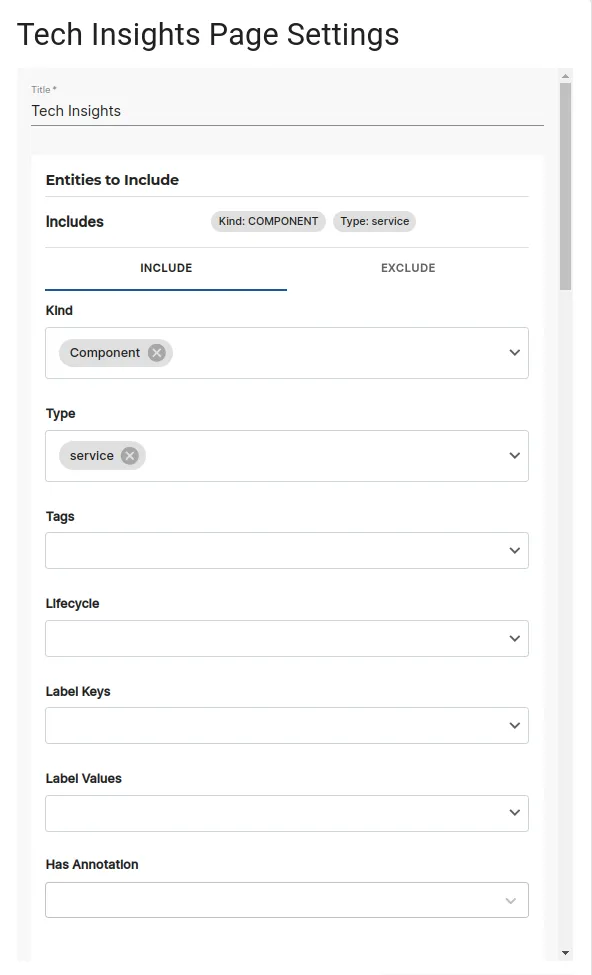 Tech Insights Page Settings
Title *
Tech Insights
Entities to Include
Includes Kind: COMPONENT Type: service
INCLUDE EXCLUDE
Kind
Component
Type
service
Tags
Lifecycle
Label Keys
Label Values
Has Annotation